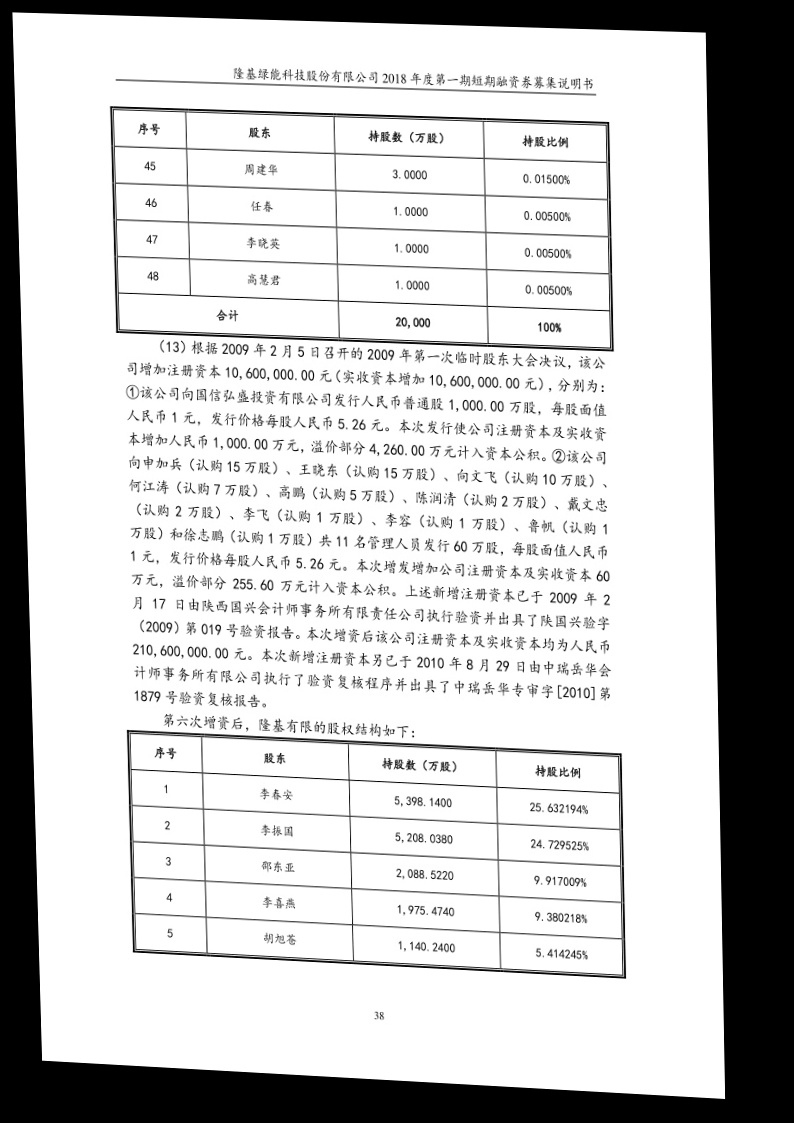 隆基绿能科技股份有限公司 2018 年度第一期短期融资券募集说明书
序号 股东 持股数（万股） 持股比例
45 周建华 3.0000 0.01500%
46 任春 1.0000 0.00500%
47 李晓英 1.0000 0.00500%
48 高慧君 1.0000 0.00500%
合计 20,000 100%
（13）根据 2009 年 2 月 5 日召开的 2009 年第一次临时股东大会决议，该公
司增加注册资本 10,600,000.00 元（实收资本增加 10,600,000.00 元），分别为：
①该公司向国信弘盛投资有限公司发行人民币普通股 1,000.00 万股，每股面值
人民币 1 元，发行价格每股人民币 5.26 元。本次发行使公司注册资本及实收资
本增加人民币 1,000.00 万元，溢价部分 4,260.00 万元计入资本公积。②该公司
向申加兵（认购 15 万股）、王晓东（认购 15 万股）、向文飞（认购 10 万股）、
何江涛（认购 7 万股）、高鹏（认购 5 万股）、陈润清（认购 2 万股）、戴文忠
（认购 2 万股）、李飞（认购 1 万股）、李容（认购 1 万股）、鲁帆（认购 1
万股）和徐志鹏（认购 1 万股）共 11 名管理人员发行 60 万股，每股面值人民币
1 元，发行价格每股人民币 5.26 元。本次增发增加公司注册资本及实收资本 60
万元，溢价部分 255.60 万元计入资本公积。上述新增注册资本已于 2009 年 2
月 17 日由陕西国兴会计师事务所有限责任公司执行验资并出具了陕国兴验字
（2009）第 019 号验资报告。本次增资后该公司注册资本及实收资本均为人民币
210,600,000.00 元。本次新增注册资本另已于 2010 年 8 月 29 日由中瑞岳华会
计师事务所有限公司执行了验资复核程序并出具了中瑞岳华专审字[2010]第
1879 号验资复核报告。
第六次增资后，隆基有限的股权结构如下：
序号 股东 持股数（万股） 持股比例
1 李春安 5,398.1400 25.632194%
2 李振国 5,208.0380 24.729525%
3 邵东亚 2,088.5220 9.917009%
4 李喜燕 1,975.4740 9.380218%
5 胡旭苍 1,140.2400 5.414245%
38